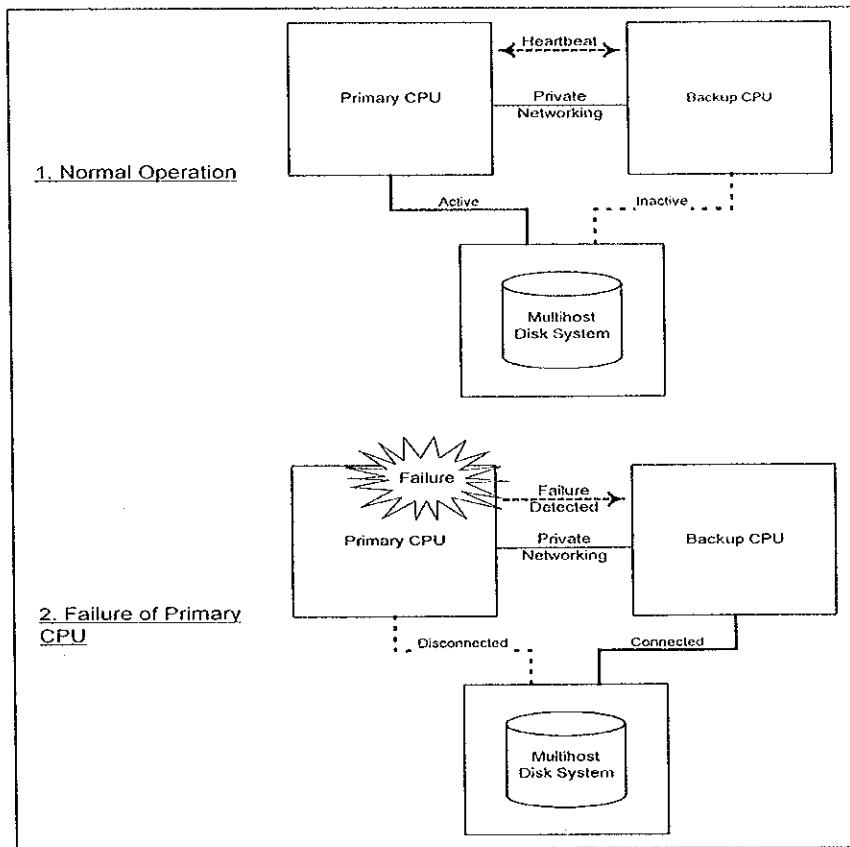 Heartbeat
Primary CPU
Private
Networking
Backup CPU
1. Normal Operation
Active
Inactive
Multihost
Disk System
Failure
Failure
Detected
Primary CPU
Private
Networking
Backup CPU
2. Failure of Primary
CPU
Disconnected
Connected
Multihost
Disk System